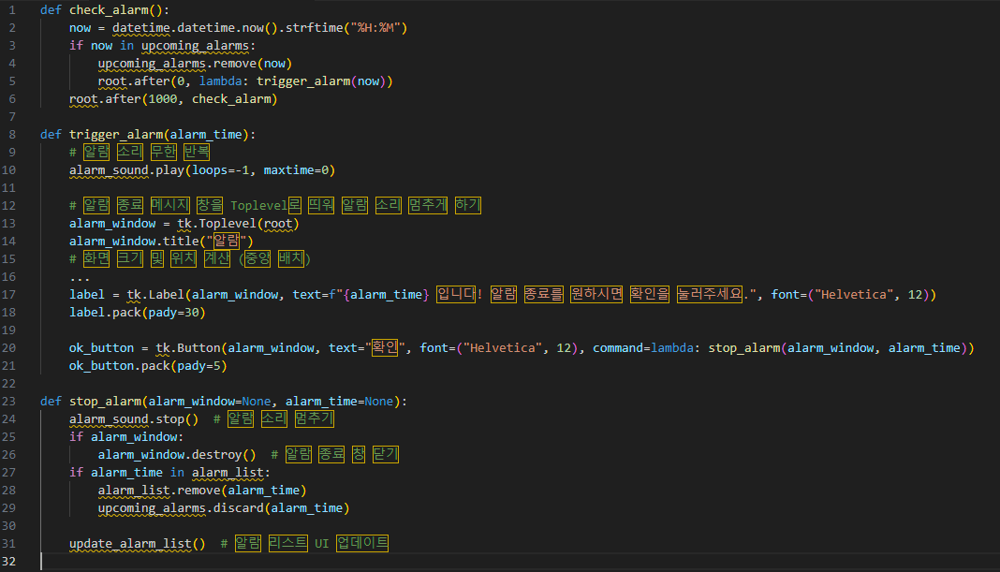 1 def check_alarm():
2     now = datetime.datetime.now().strftime("%H:%M")
3     if now in upcoming_alarms:
4         upcoming_alarms.remove(now)
5         root.after(0, lambda: trigger_alarm(now))
6     root.after(1000, check_alarm)
7
8 def trigger_alarm(alarm_time):
9     # 알람 소리 무한 반복
10     alarm_sound.play(loops=-1, maxtime=0)
11
12     # 알람 종료 메시지 창을 Toplevel로 띄워 알람 소리 멈추게 하기
13     alarm_window = tk.Toplevel(root)
14     alarm_window.title("알람")
15     # 화면 크기 및 위치 계산 (중앙 배치)
16     ...
17     label = tk.Label(alarm_window, text=f"{alarm_time} 입니다! 알람 종료를 원하시면 확인을 눌러주세요.", font=("Helvetica", 12))
18     label.pack(pady=30)
19
20     ok_button = tk.Button(alarm_window, text="확인", font=("Helvetica", 12), command=lambda: stop_alarm(alarm_window, alarm_time))
21     ok_button.pack(pady=5)
22
23 def stop_alarm(alarm_window=None, alarm_time=None):
24     alarm_sound.stop()  # 알람 소리 멈추기
25     if alarm_window:
26         alarm_window.destroy()  # 알람 종료 창 닫기
27     if alarm_time in alarm_list:
28         alarm_list.remove(alarm_time)
29         upcoming_alarms.discard(alarm_time)
30
31     update_alarm_list()  # 알람 리스트 UI 업데이트
32